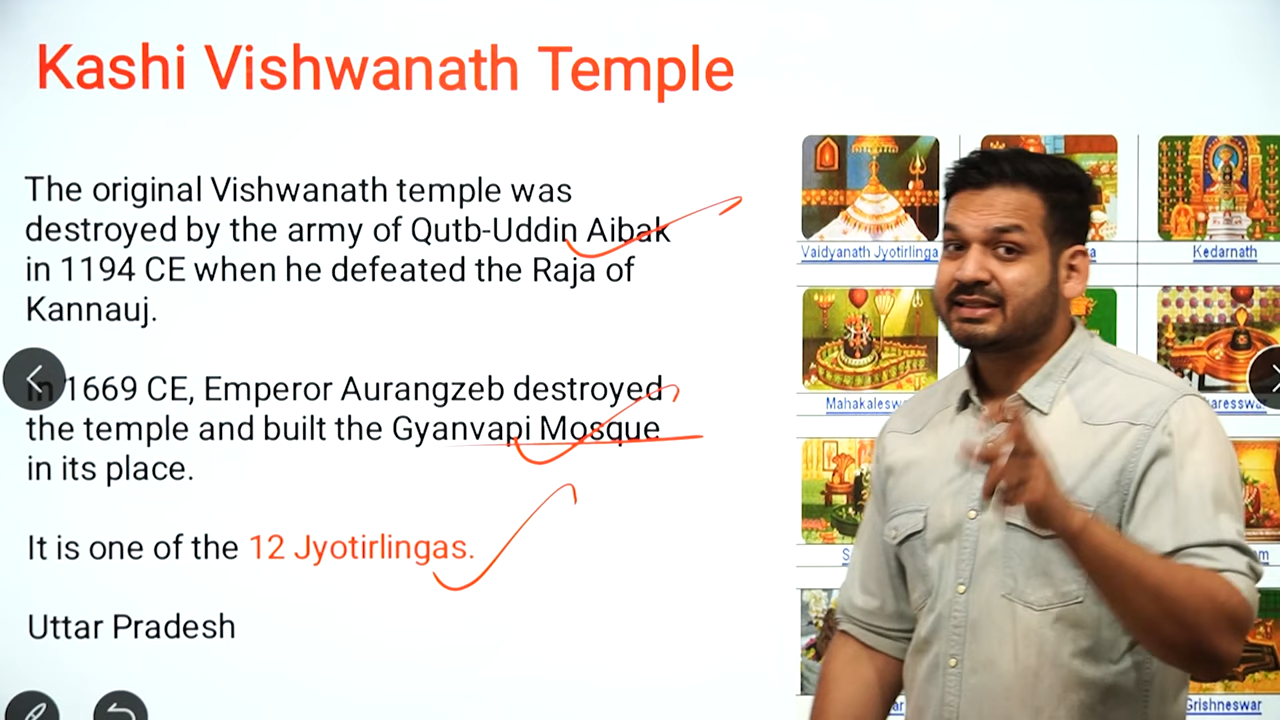 Kashi Vishwanath Temple
The original Vishwanath temple was
destroyed by the army of Qutb-Uddin Aibak
in 1194 CE when he defeated the Raja of
Kannauj.
In 1669 CE, Emperor Aurangzeb destroyed
the temple and built the Gyanvapi Mosque
in its place.
It is one of the 12 Jyotirlingas.
Uttar Pradesh
Vaidyanath Jyotirlinga
Kedarnath
Grishneswar